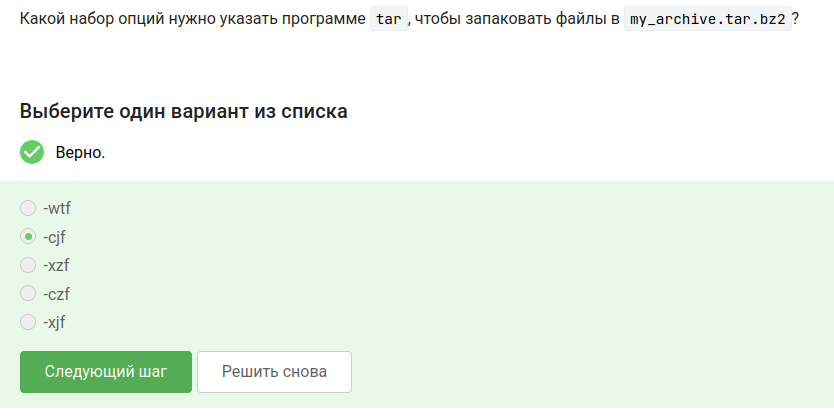 Какой набор опций нужно указать программе tar, чтобы запаковать файлы в my_archive.tar.bz2?
Выберите один вариант из списка
Верно.
-wtf
-cjf
-xzf
-czf
-xjf
Следующий шаг
Решить снова